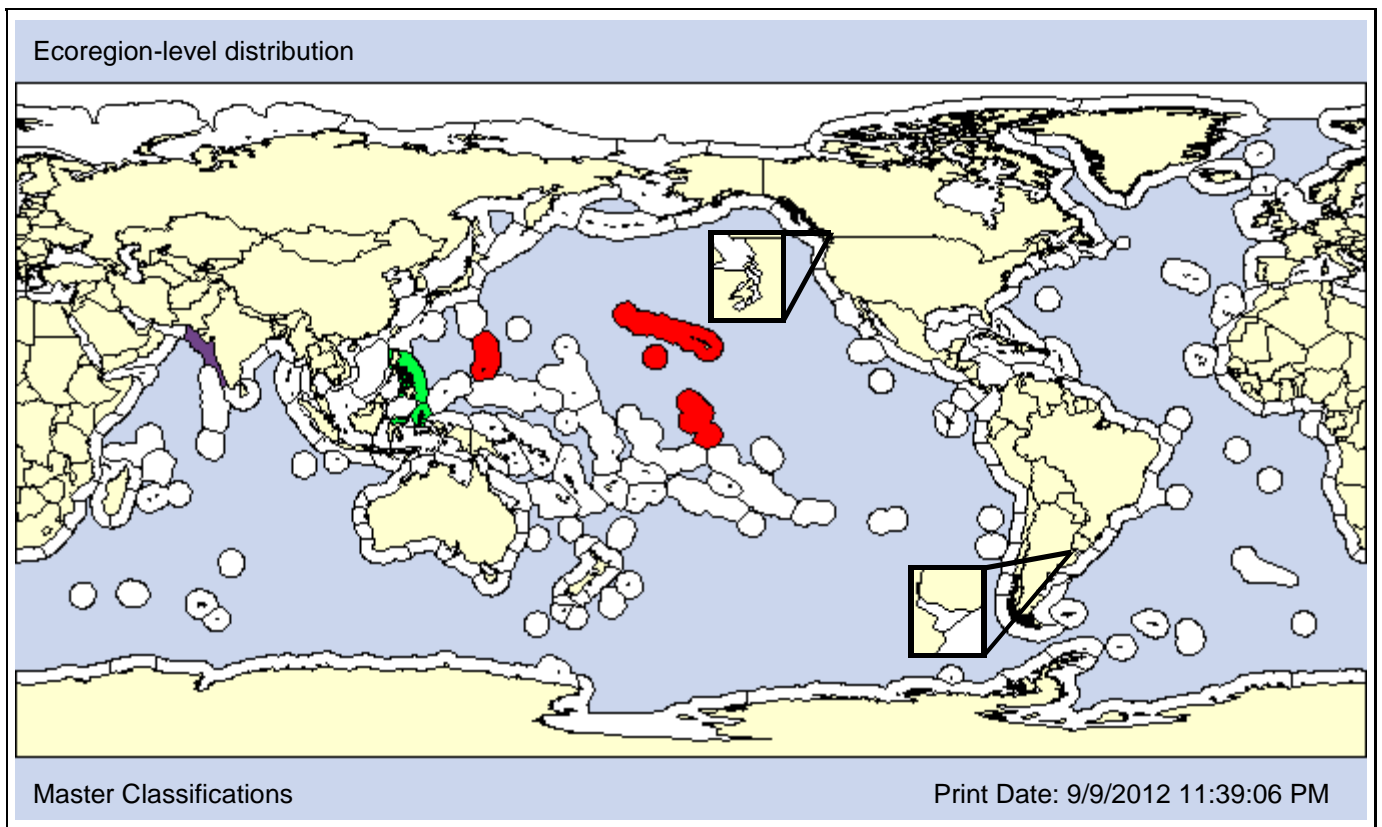 Ecoregion-level distribution
Master Classifications
Print Date: 9/9/2012 11:39:06 PM